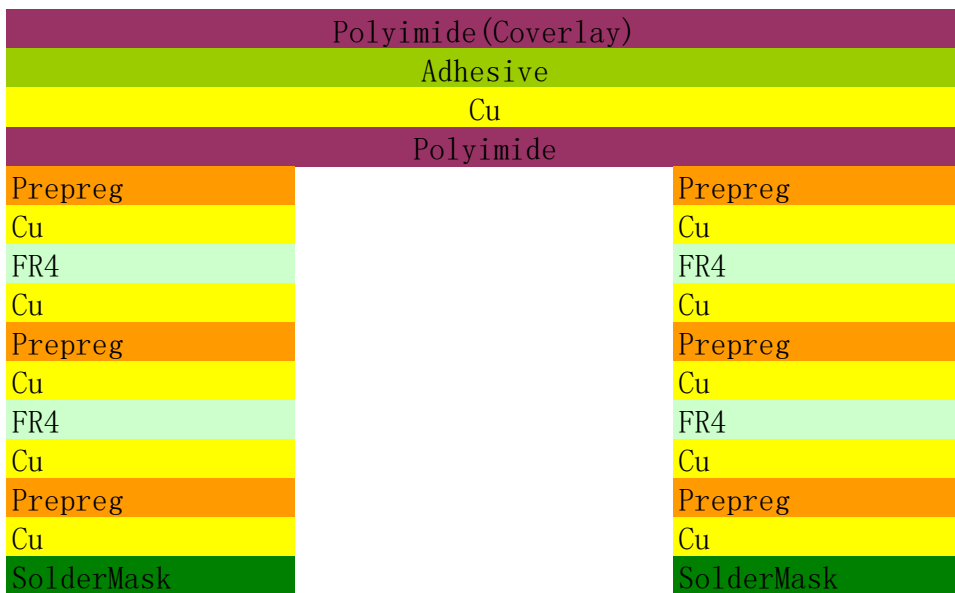 Polyimide(Coverlay)
Adhesive
Cu
Polyimide
Prepreg Prepreg
Cu Cu
FR4 FR4
Cu Cu
Prepreg Prepreg
Cu Cu
FR4 FR4
Cu Cu
Prepreg Prepreg
Cu Cu
SolderMask SolderMask